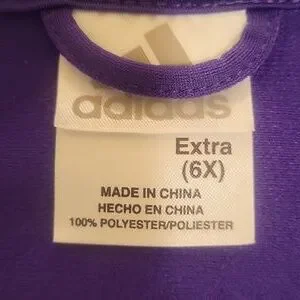 adidas
Extra
(6X)
MADE IN CHINA
HECHO EN CHINA
100% POLYESTER/POLIESTER